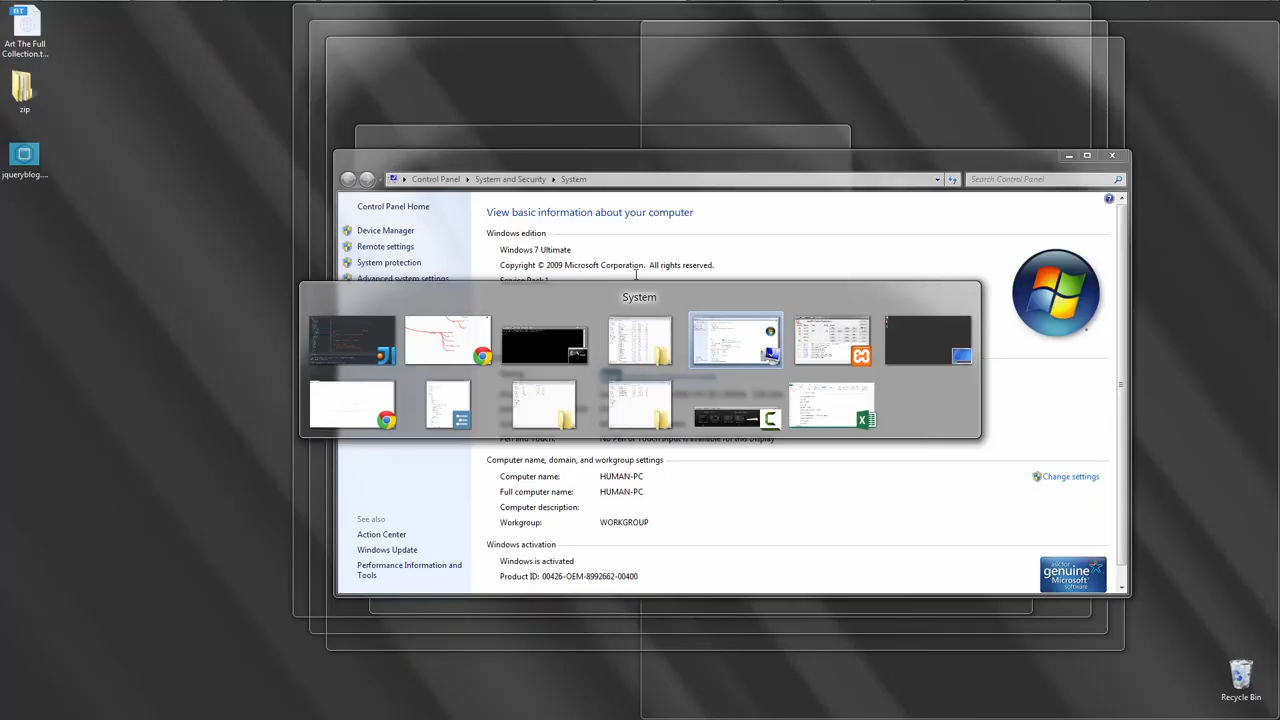 Art The Full
Collection.t...
zip
jqueryblog....
Control Panel
System and Security
System
Search Control Panel
Control Panel Home
Device Manager
Remote settings
System protection
Advanced system settings
View basic information about your computer
Windows edition
Windows 7 Ultimate
Copyright © 2009 Microsoft Corporation. All rights reserved.
Service Pack 1
System
Pen and Touch: No Pen or Touch Input is available for this Display
Computer name, domain, and workgroup settings
Computer name: HUMAN-PC
Change settings
Full computer name: HUMAN-PC
Computer description:
Workgroup: WORKGROUP
See also
Action Center
Windows Update
Performance Information and
Tools
Windows activation
Windows is activated
Product ID: 00426-OEM-8992662-00400
ask for
genuine
Microsoft
software
Recycle Bin